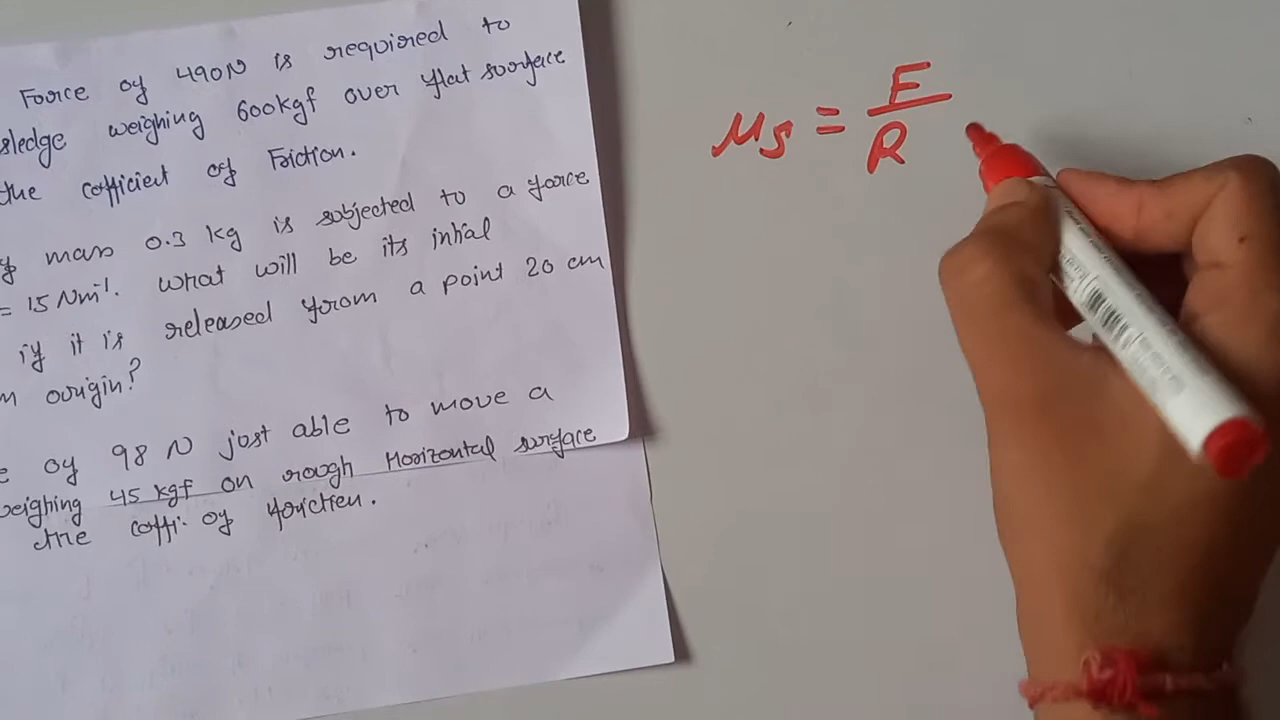 Force of 490N is required to
sledge weighing 600kgf over flat surface
the cofficient of Friction.
mass 0.3 kg is subjected to a force
= 15 Nm⁻¹. What will be its intial
if it is released from a point 20 cm
origin?
of 98 N just able to move a
weighing 45 kgf on rough Horizontal surface
the coffi. of friction.
μs = F/R